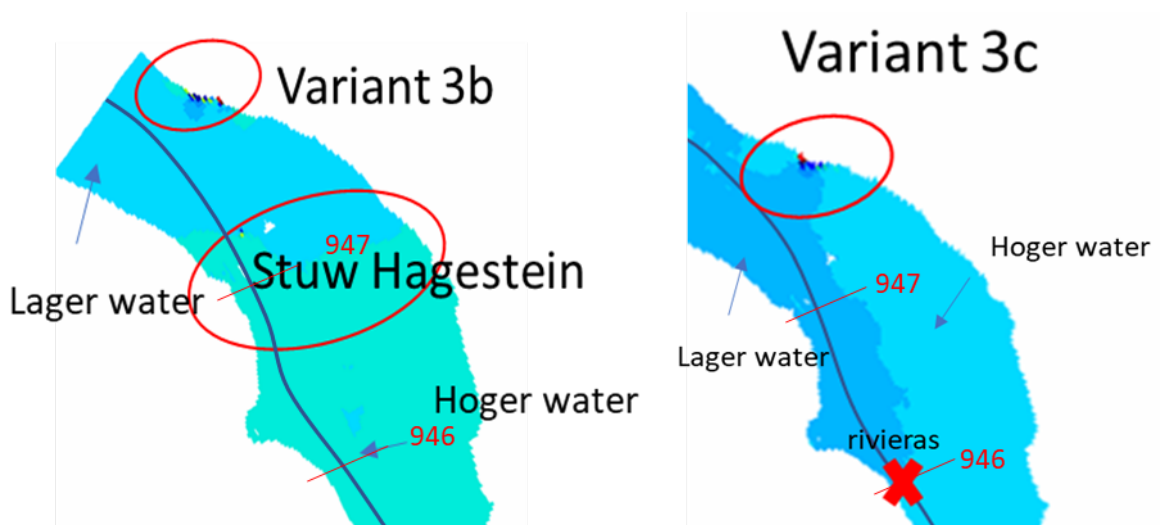 Variant 3b
947
Stuw Hagestein
Lager water
Hoger water
946
Variant 3c
Hoger water
947
Lager water
rivieras
946